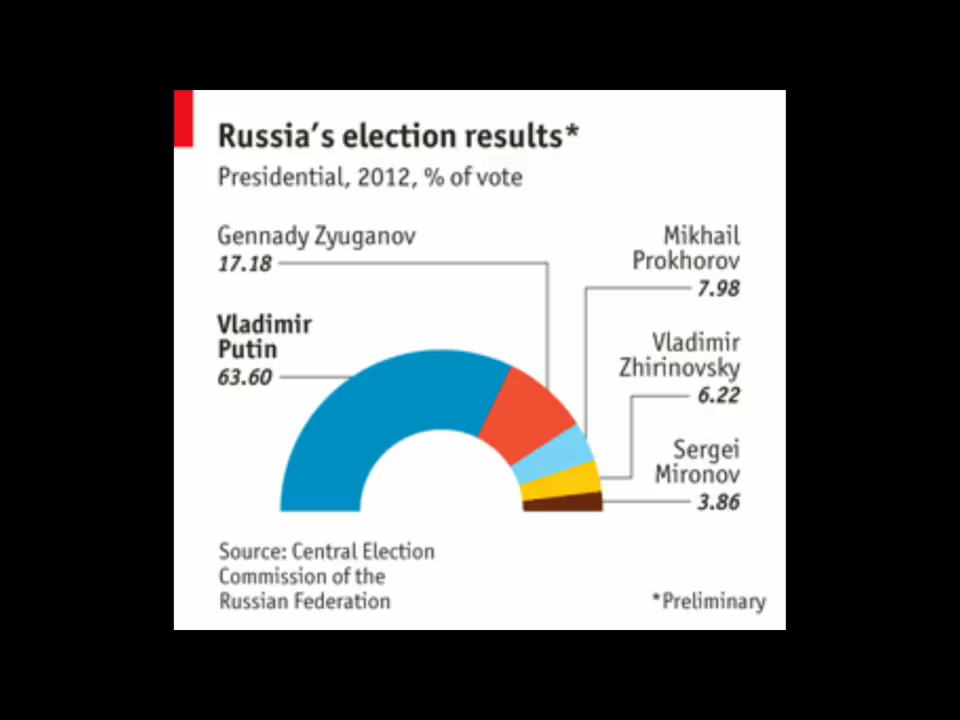 Russia's election results*
Presidential, 2012, % of vote
Gennady Zyuganov
17.18
Vladimir
Putin
63.60
Mikhail
Prokhorov
7.98
Vladimir
Zhirinovsky
6.22
Sergei
Mironov
3.86
Source: Central Election
Commission of the
Russian Federation
*Preliminary